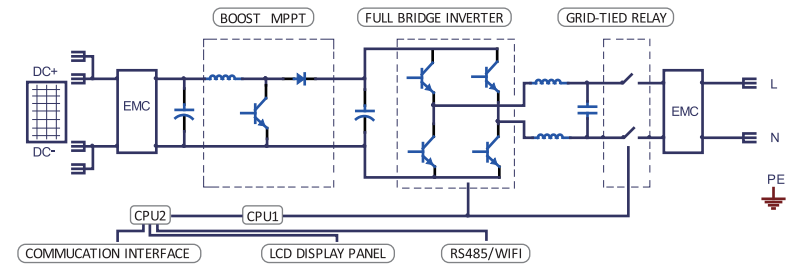 BOOST MPPT
FULL BRIDGE INVERTER
GRID-TIED RELAY
DC+
EMC
DC-
EMC
L
N
PE
CPU2
CPU1
COMMUCATION INTERFACE
LCD DISPLAY PANEL
RS485/WIFI